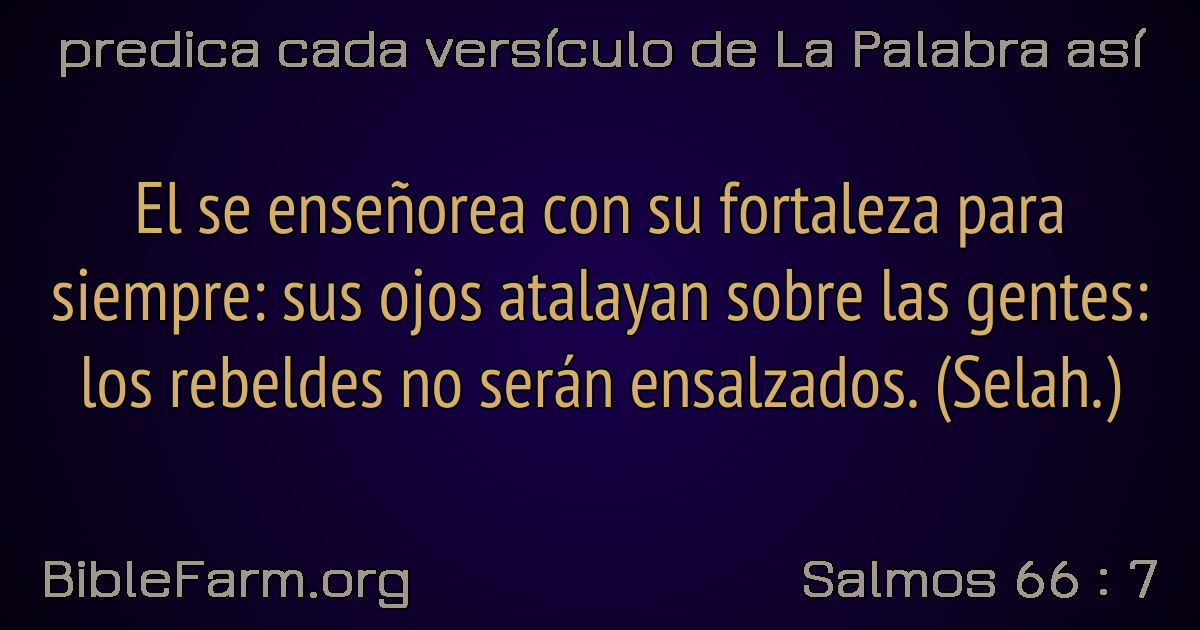 predica cada versículo de La Palabra así
El se enseñorea con su fortaleza para
siempre: sus ojos atalayan sobre las gentes:
los rebeldes no serán ensalzados. (Selah.)
BibleFarm.org
Salmos 66 : 7